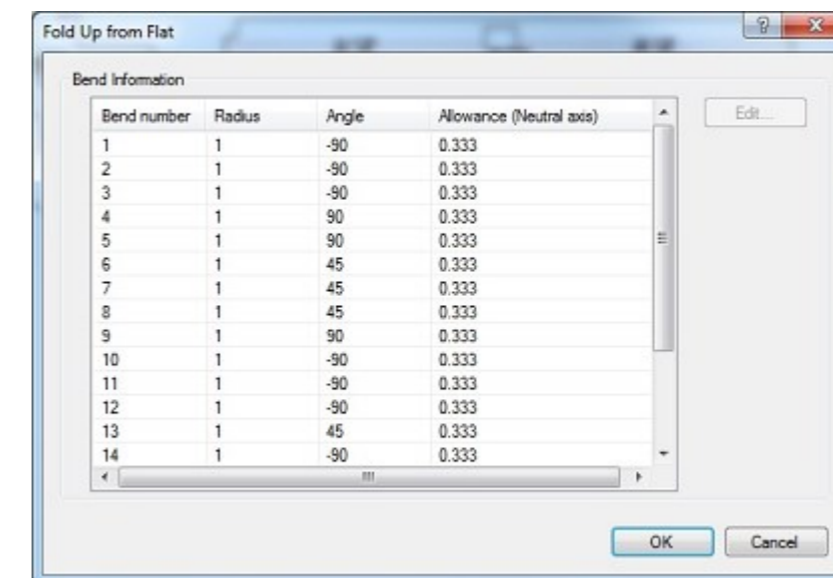 Fold Up from Flat
Bend Information
Bend number Radius Angle Allowance (Neutral axis)
Edit...
1 1 -90 0.333
2 1 -90 0.333
3 1 -90 0.333
4 1 90 0.333
5 1 90 0.333
6 1 45 0.333
7 1 45 0.333
8 1 45 0.333
9 1 90 0.333
10 1 -90 0.333
11 1 -90 0.333
12 1 -90 0.333
13 1 45 0.333
14 1 -90 0.333
OK Cancel